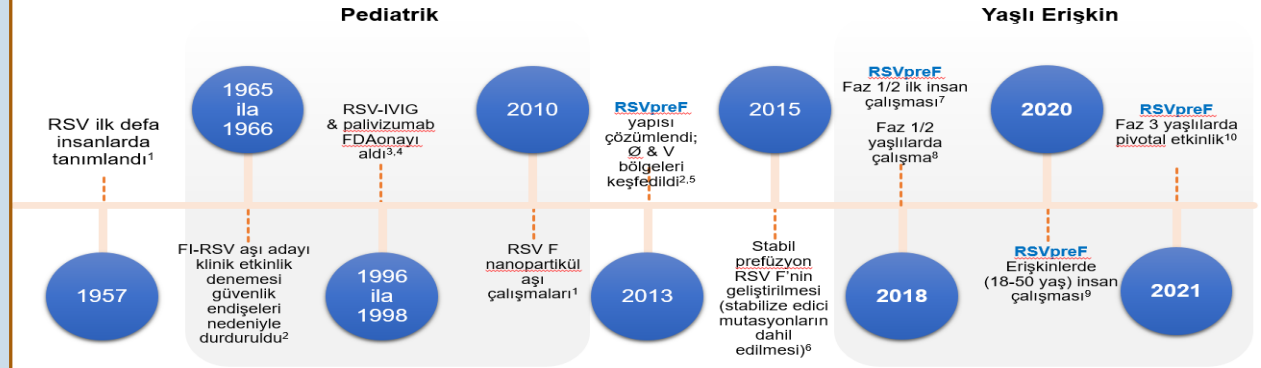 Pediatrik
Yaşlı Erişkin
RSV ilk defa
insanlarda
tanımlandı¹
1957
1965
ila
1966
FI-RSV aşı adayı
klinik etkinlik
denemesi
güvenlik
endişeleri
nedeniyle
durduruldu²
RSV-IVIG
& palivizumab
FDAonayı
aldı³,⁴
1996
ila
1998
2010
RSV F
nanopartikül
aşı
çalışmaları¹
RSVpreF
yapısı
çözümlendi;
Ø & V
bölgeleri
keşfedildi²,⁵
2013
2015
Stabil
prefüzyon
RSV F’nin
geliştirilmesi
(stabilize edici
mutasyonların
dahil
edilmesi)⁶
RSVpreF
Faz 1/2 ilk insan
çalışması⁷
Faz 1/2
yaşlılarda
çalışma⁸
2018
2020
RSVpreF
Erişkinlerde
(18-50 yaş) insan
çalışması⁹
RSVpreF
Faz 3 yaşlılarda
pivotal etkinlik¹⁰
2021